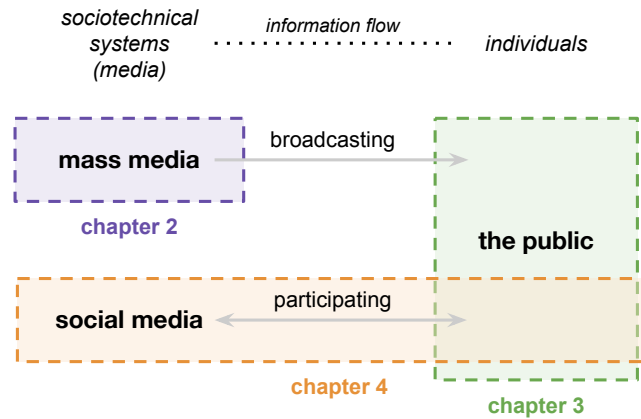 sociotechnical
systems
(media)
information flow
individuals
mass media
broadcasting
chapter 2
the public
social media
participating
chapter 4
chapter 3